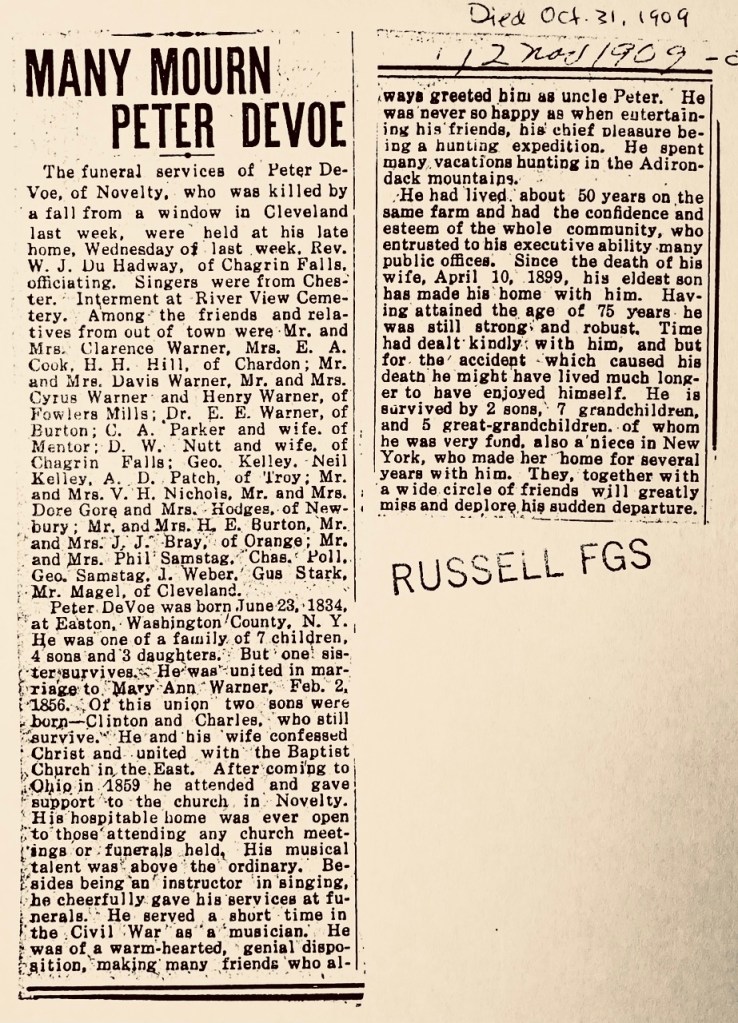 Died Oct. 31, 1909
12 Nov 1909
MANY MOURN
PETER DEVOE
The funeral services of Peter De-
Voe, of Novelty, who was killed by
a fall from a window in Cleveland
last week, were held at his late
home, Wednesday of last week, Rev.
W. J. Du Hadway, of Chagrin Falls,
officiating. Singers were from Ches-
ter. Interment at River View Ceme-
tery. Among the friends and rela-
tives from out of town were Mr. and
Mrs. Clarence Warner, Mrs. E. A.
Cook, H. H. Hill, of Chardon; Mr.
and Mrs. Davis Warner, Mr. and Mrs.
Cyrus Warner and Henry Warner, of
Fowlers Mills; Dr. E. E. Warner, of
Burton; C. A. Parker and wife, of
Mentor; D. W. Nutt and wife, of
Chagrin Falls; Geo. Kelley, Neil
Kelley, A. D. Patch, of Troy; Mr.
and Mrs. V. H. Nichols, Mr. and Mrs.
Dore Gore and Mrs. Hodges, of New-
bury; Mr. and Mrs. H. E. Burton, Mr.
and Mrs. J. J. Bray, of Orange; Mr.
and Mrs. Phil Samstag, Chas. Poll,
Geo. Samstag, J. Weber, Gus Stark,
Mr. Magel, of Cleveland.
Peter DeVoe was born June 23, 1834,
at Easton, Washington County, N. Y.
He was one of a family of 7 children,
4 sons and 3 daughters. But one sis-
ter survives. He was united in mar-
riage to Mary Ann Warner, Feb. 2,
1856. Of this union two sons were
born—Clinton and Charles, who still
survive. He and his wife confessed
Christ and united with the Baptist
Church in the East. After coming to
Ohio in 1859 he attended and gave
support to the church in Novelty.
His hospitable home was ever open
to those attending any church meet-
ings or funerals held. His musical
talent was above the ordinary. Be-
sides being an instructor in singing,
he cheerfully gave his services at fu-
nerals. He served a short time in
the Civil War as a musician. He
was of a warm-hearted, genial dispo-
sition, making many friends who al-
ways greeted him as uncle Peter. He
was never so happy as when entertain-
ing his friends, his chief pleasure be-
ing a hunting expedition. He spent
many vacations hunting in the Adiron-
dack mountains.
He had lived about 50 years on the
same farm and had the confidence and
esteem of the whole community, who
entrusted to his executive ability many
public offices. Since the death of his
wife, April 10, 1899, his eldest son
has made his home with him. Hav-
ing attained the age of 75 years he
was still strong and robust. Time
had dealt kindly with him, and but
for the accident which caused his
death he might have lived much long-
er to have enjoyed himself. He is
survived by 2 sons, 7 grandchildren,
and 5 great-grandchildren, of whom
he was very fund, also a niece in New
York, who made her home for several
years with him. They, together with
a wide circle of friends will greatly
miss and deplore his sudden departure.
RUSSELL FGS